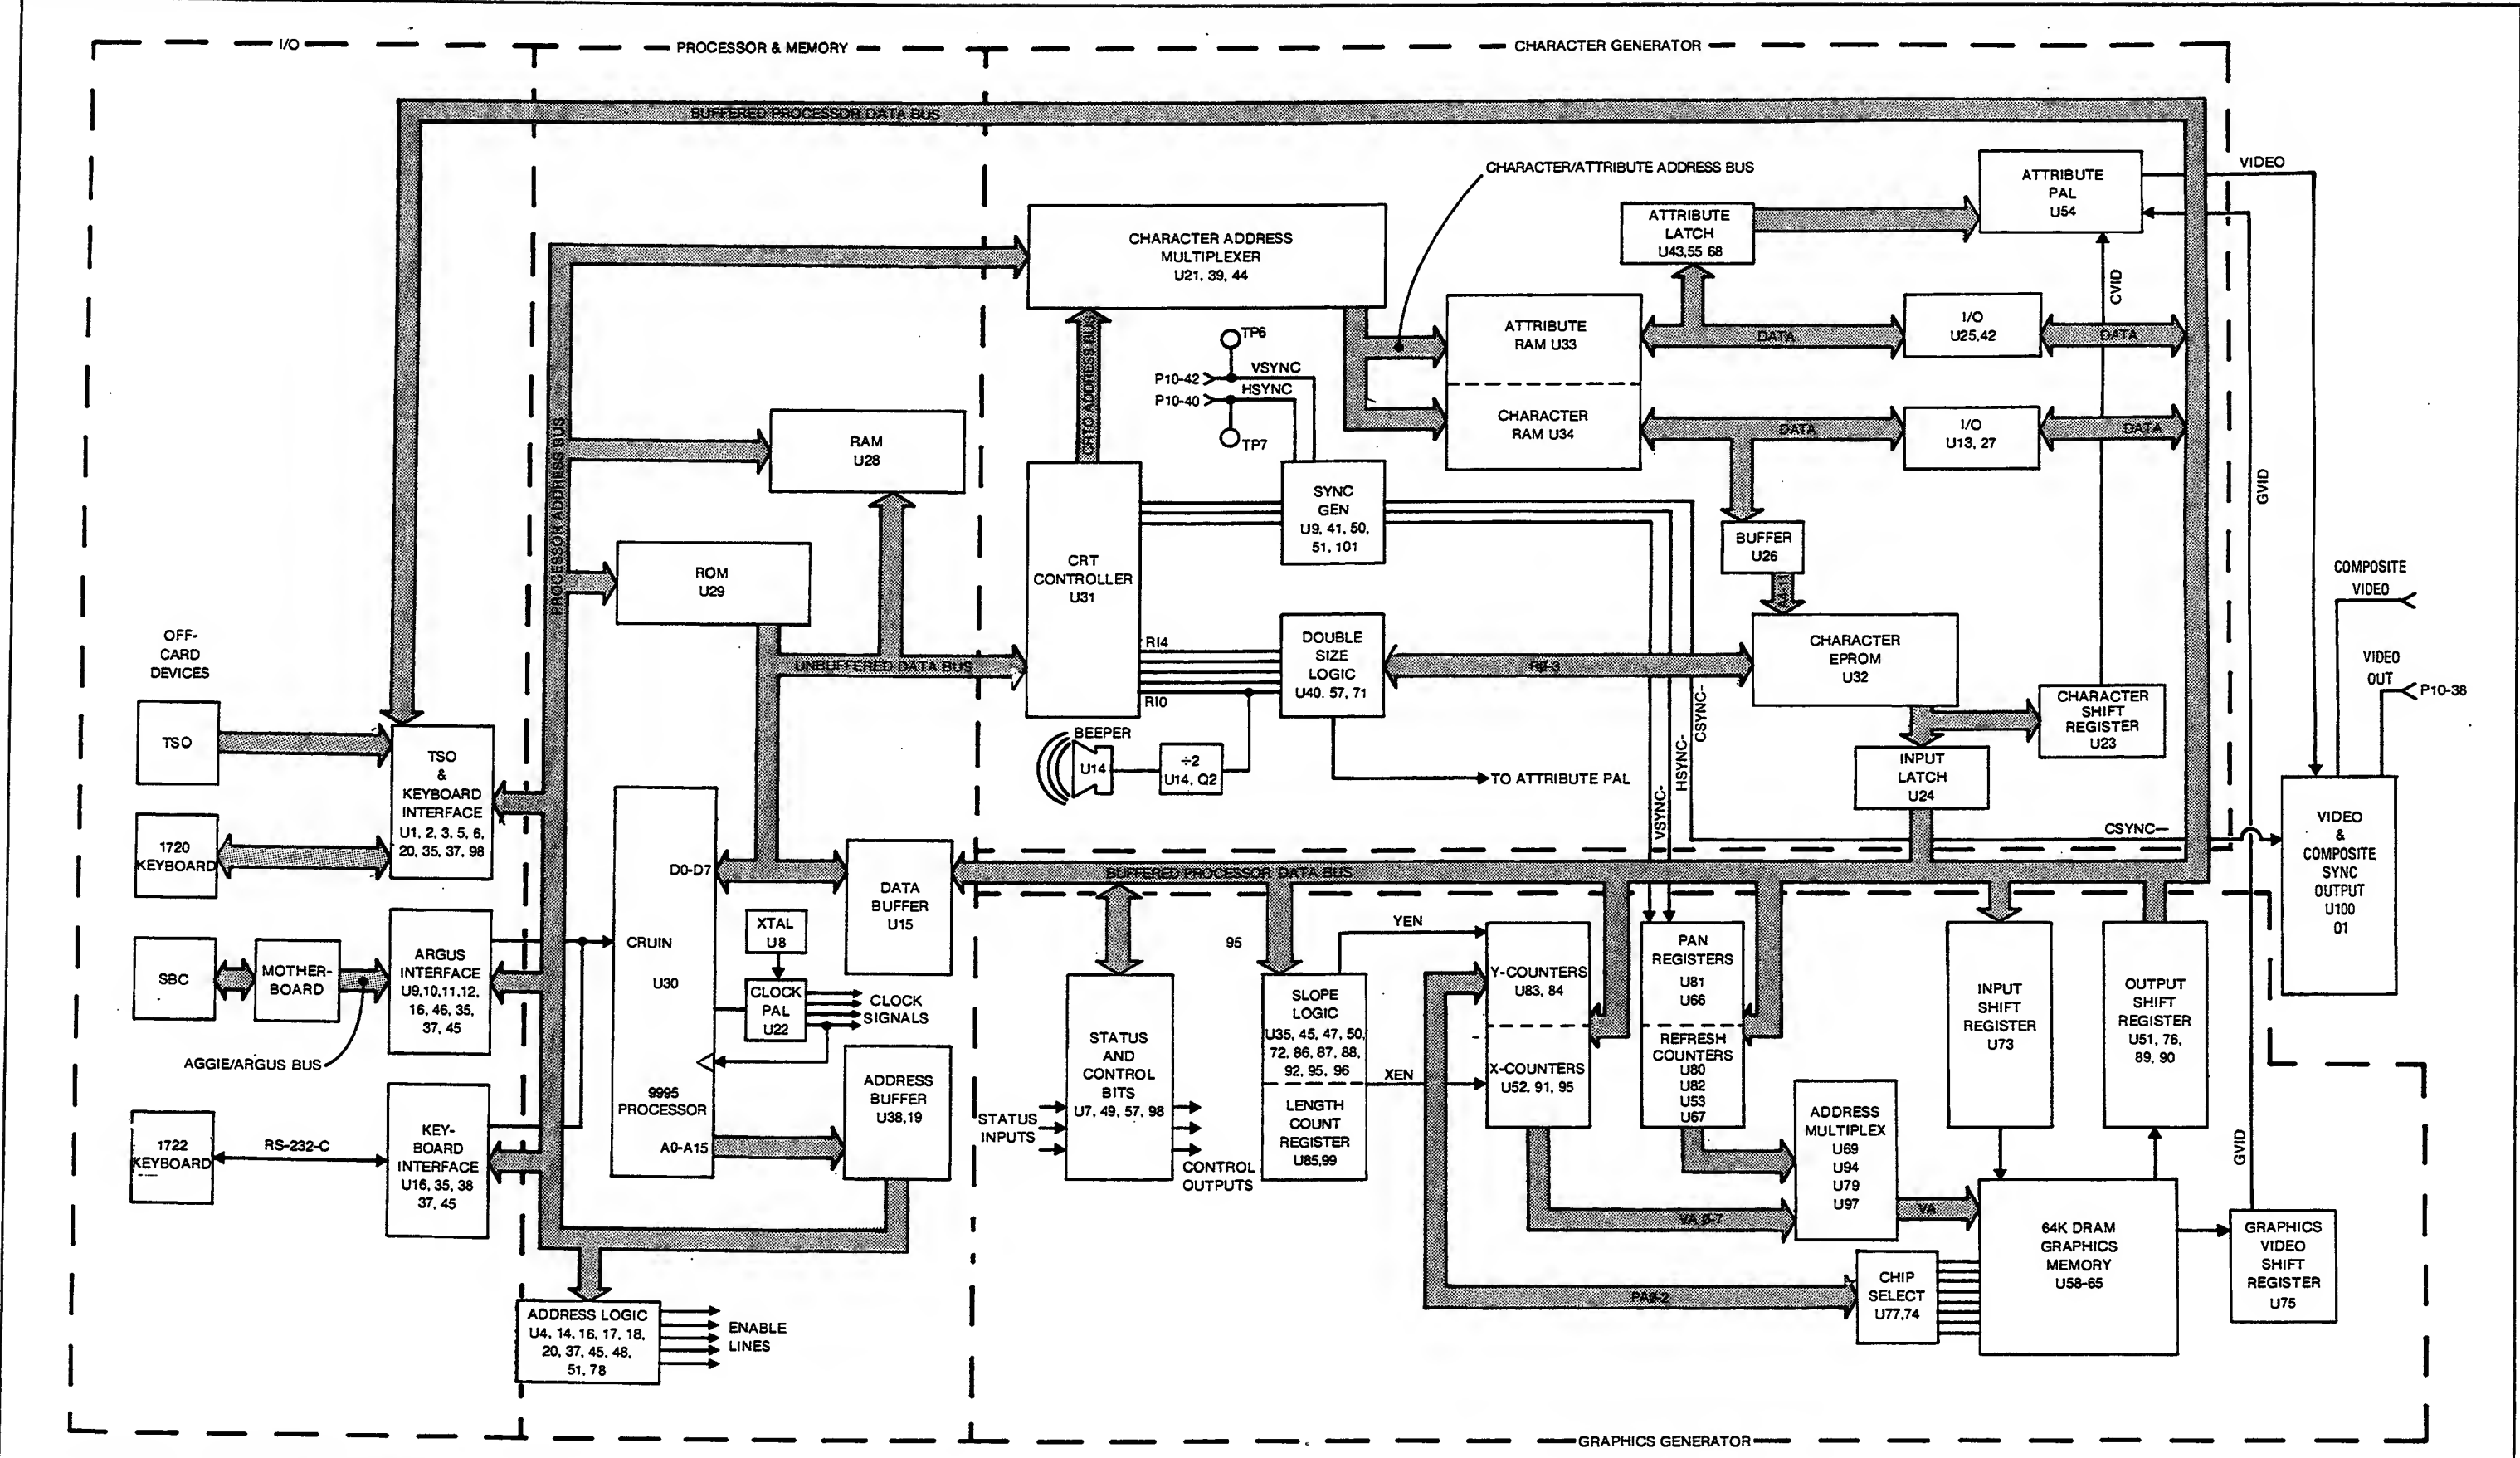 I/O
PROCESSOR & MEMORY
CHARACTER GENERATOR
BUFFERED PROCESSOR DATA BUS
CHARACTER/ATTRIBUTE ADDRESS BUS
ATTRIBUTE
PAL
U54
VIDEO
ATTRIBUTE
LATCH
U43,55 68
CHARACTER ADDRESS
MULTIPLEXER
U21, 39, 44
CVID
TP6
VSYNC
P10-42
HSYNC
P10-40
TP7
CRTC ADDRESS BUS
ATTRIBUTE
RAM U33
CHARACTER
RAM U34
DATA
I/O
U25,42
DATA
DATA
I/O
U13, 27
DATA
GVID
PROCESSOR ADDRESS BUS
RAM
U28
ROM
U29
UNBUFFERED DATA BUS
CRT
CONTROLLER
U31
SYNC
GEN
U9, 41, 50,
51, 101
BUFFER
U26
A4-11
RI4
RI0
DOUBLE
SIZE
LOGIC
U40, 57, 71
RØ-3
CHARACTER
EPROM
U32
CHARACTER
SHIFT
REGISTER
U23
INPUT
LATCH
U24
BEEPER
U14
÷2
U14, Q2
TO ATTRIBUTE PAL
VSYNC-
HSYNC-
CSYNC-
CSYNC—
COMPOSITE
VIDEO
VIDEO
OUT
P10-38
VIDEO
&
COMPOSITE
SYNC
OUTPUT
U100
01
OFF-
CARD
DEVICES
TSO
TSO
&
KEYBOARD
INTERFACE
U1, 2, 3, 5, 6,
20, 35, 37, 98
1720
KEYBOARD
SBC
MOTHER-
BOARD
ARGUS
INTERFACE
U9,10,11,12,
16, 46, 35,
37, 45
AGGIE/ARGUS BUS
1722
KEYBOARD
RS-232-C
KEY-
BOARD
INTERFACE
U16, 35, 38
37, 45
D0-D7
CRUIN
U30
9995
PROCESSOR
A0-A15
XTAL
U8
CLOCK
PAL
U22
CLOCK
SIGNALS
DATA
BUFFER
U15
ADDRESS
BUFFER
U38,19
ADDRESS LOGIC
U4, 14, 16, 17, 18,
20, 37, 45, 48,
51, 78
ENABLE
LINES
BUFFERED PROCESSOR DATA BUS
STATUS
AND
CONTROL
BITS
U7, 49, 57, 98
STATUS
INPUTS
CONTROL
OUTPUTS
95
SLOPE
LOGIC
U35, 45, 47, 50,
72, 86, 87, 88,
92, 95, 96
LENGTH
COUNT
REGISTER
U85,99
YEN
XEN
Y-COUNTERS
U83, 84
X-COUNTERS
U52, 91, 95
PAN
REGISTERS
U81
U66
REFRESH
COUNTERS
U80
U82
U53
U67
VA Ø-7
PAØ-2
ADDRESS
MULTIPLEX
U69
U94
U79
U97
VA
CHIP
SELECT
U77,74
INPUT
SHIFT
REGISTER
U73
OUTPUT
SHIFT
REGISTER
U51, 76,
89, 90
64K DRAM
GRAPHICS
MEMORY
U58-65
GVID
GRAPHICS
VIDEO
SHIFT
REGISTER
U75
GRAPHICS GENERATOR